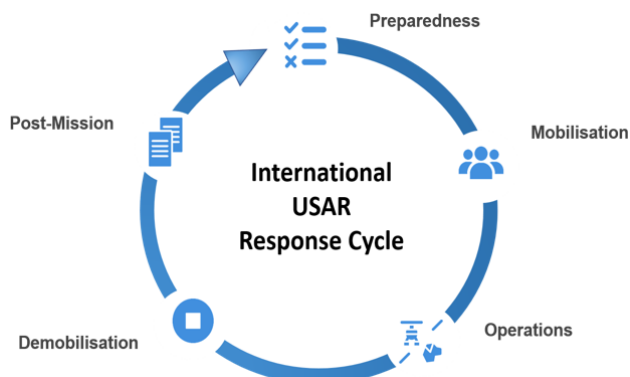 Preparedness
Mobilisation
Operations
Demobilisation
Post-Mission
International
USAR
Response Cycle